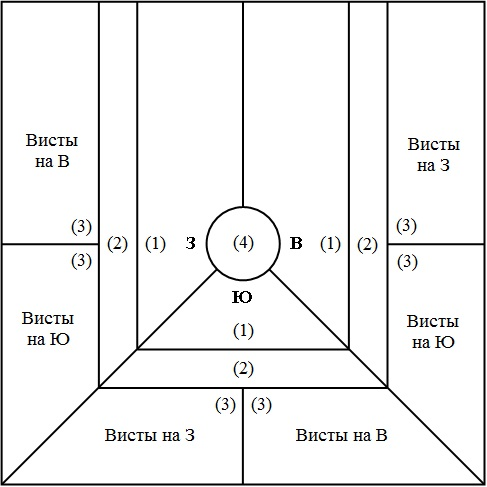 Висты
на В
Висты
на З
(3)
(3)
(2)
(1)
З
(4)
В
(1)
(2)
(3)
(3)
Висты
на Ю
Ю
(1)
Висты
на Ю
(2)
(3)
(3)
Висты на З
Висты на В